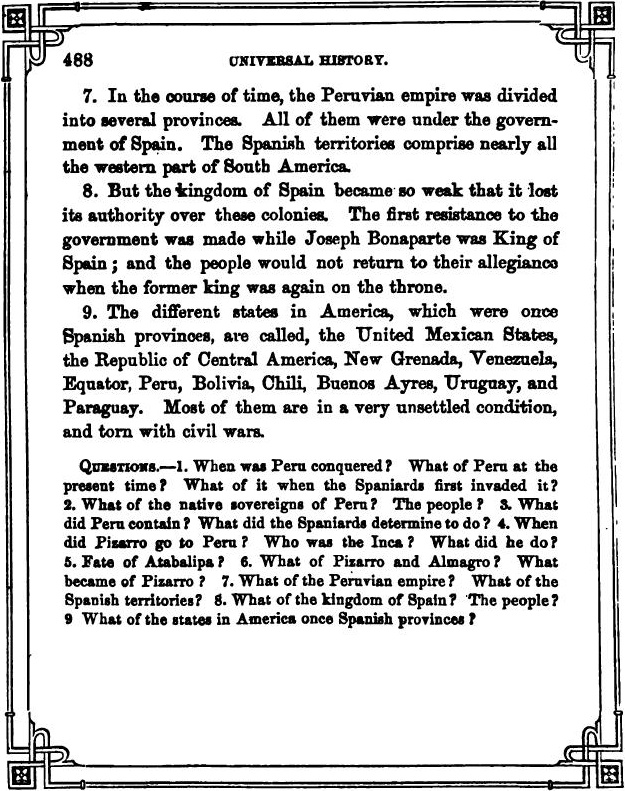 488 UNIVERSAL HISTORY.
7. In the course of time, the Peruvian empire was divided
into several provinces. All of them were under the govern-
ment of Spain. The Spanish territories comprise nearly all
the western part of South America.
8. But the kingdom of Spain became so weak that it lost
its authority over these colonies. The first resistance to the
government was made while Joseph Bonaparte was King of
Spain; and the people would not return to their allegiance
when the former king was again on the throne.
9. The different states in America, which were once
Spanish provinces, are called, the United Mexican States,
the Republic of Central America, New Grenada, Venezuela,
Equator, Peru, Bolivia, Chili, Buenos Ayres, Uruguay, and
Paraguay. Most of them are in a very unsettled condition,
and torn with civil wars.
QUESTIONS.—1. When was Peru conquered? What of Peru at the
present time? What of it when the Spaniards first invaded it?
2. What of the native sovereigns of Peru? The people? 3. What
did Peru contain? What did the Spaniards determine to do? 4. When
did Pizarro go to Peru? Who was the Inca? What did he do?
5. Fate of Atabalipa? 6. What of Pizarro and Almagro? What
became of Pizarro? 7. What of the Peruvian empire? What of the
Spanish territories? 8. What of the kingdom of Spain? The people?
9 What of the states in America once Spanish provinces?